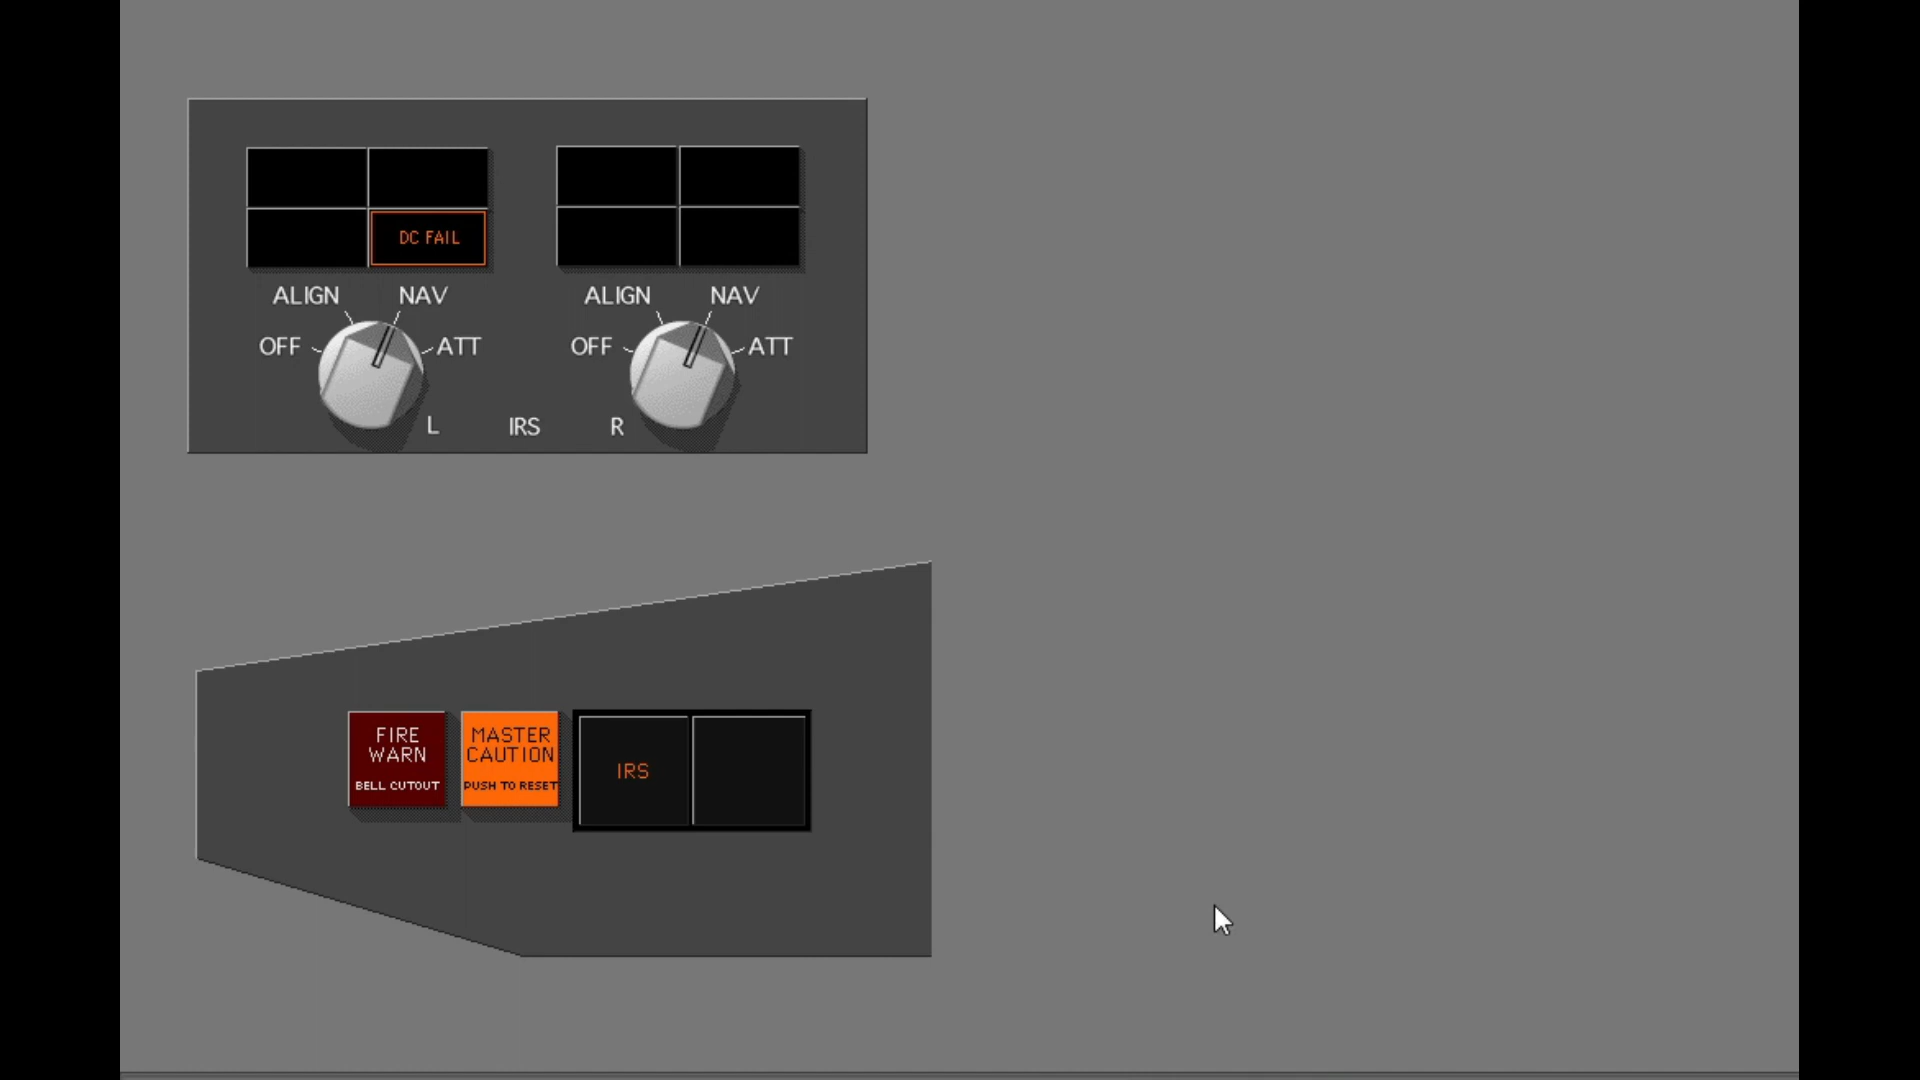 DC FAIL
ALIGN NAV
OFF ATT
ALIGN NAV
OFF ATT
L IRS R
FIRE
WARN
BELL CUTOUT
MASTER
CAUTION
PUSH TO RESET
IRS